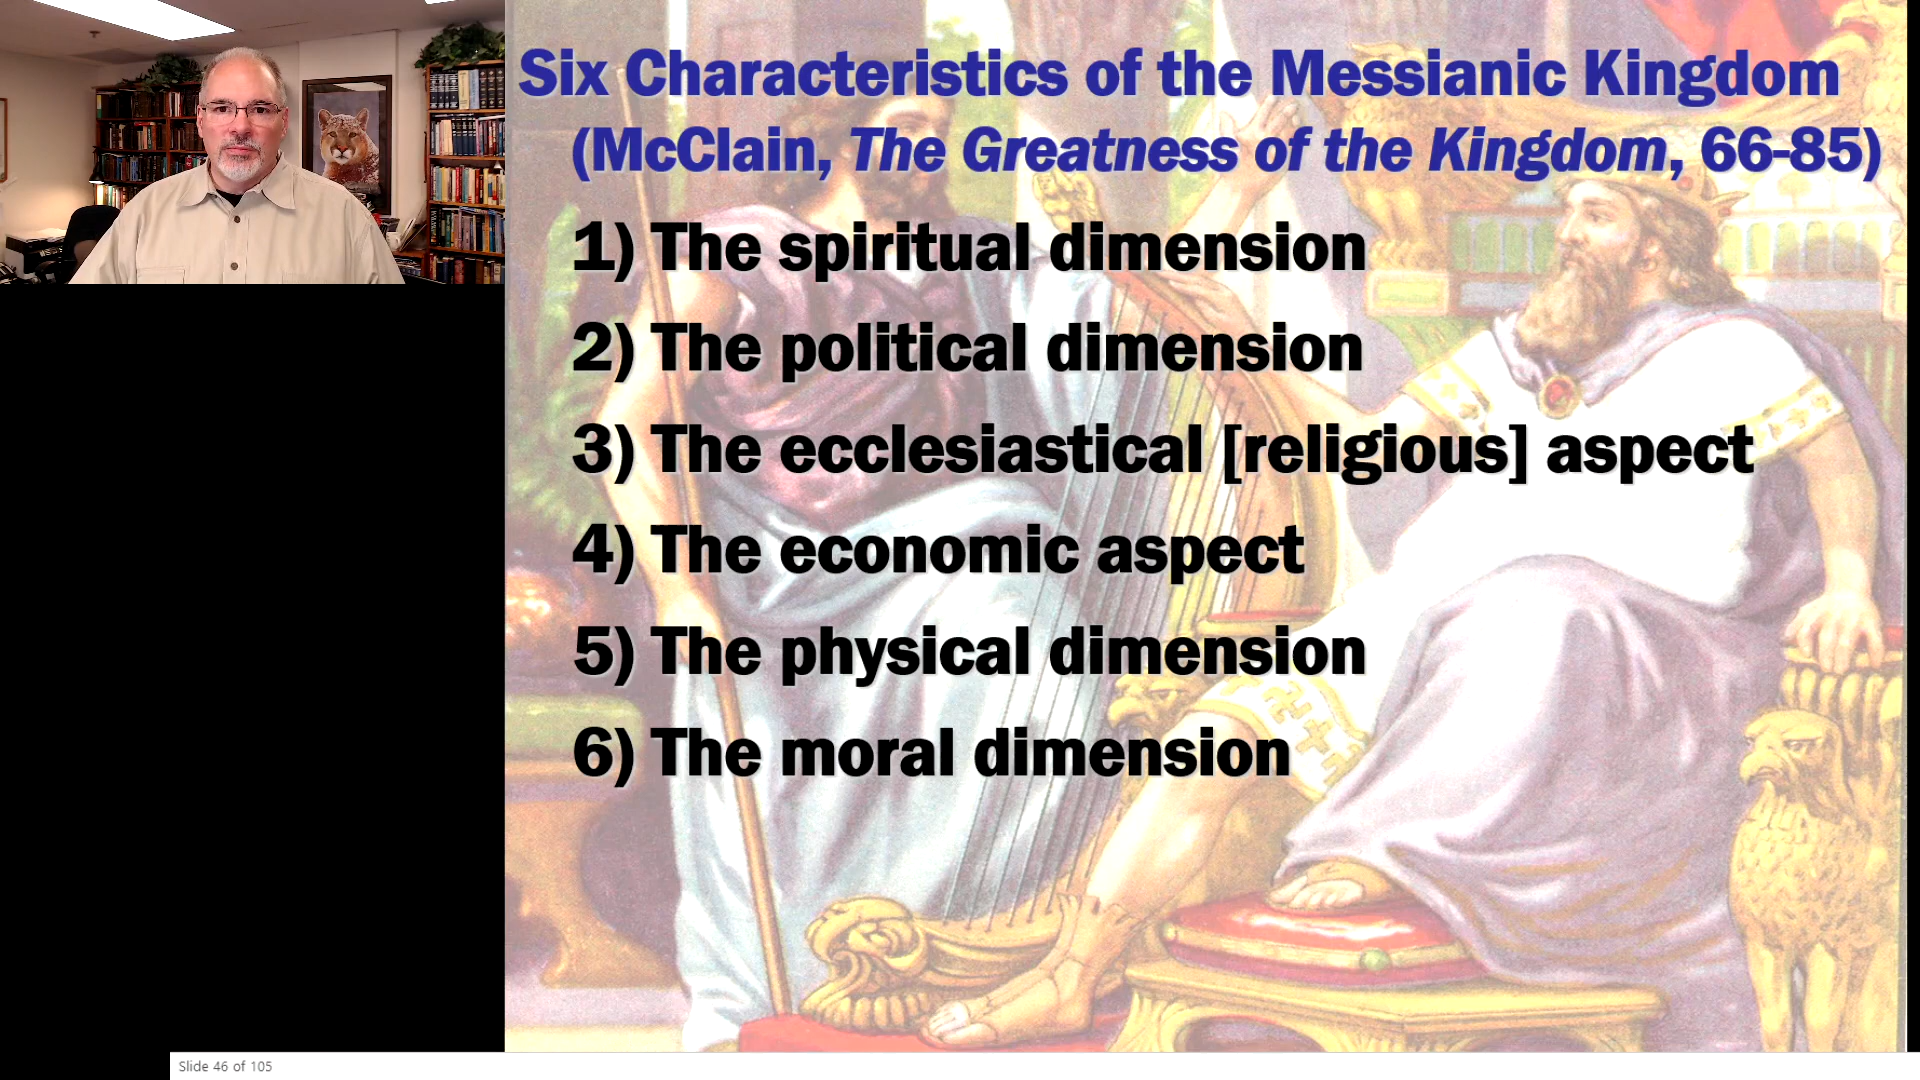 Six Characteristics of the Messianic Kingdom
(McClain, The Greatness of the Kingdom, 66-85)
1) The spiritual dimension
2) The political dimension
3) The ecclesiastical [religious] aspect
4) The economic aspect
5) The physical dimension
6) The moral dimension
Slide 46 of 105